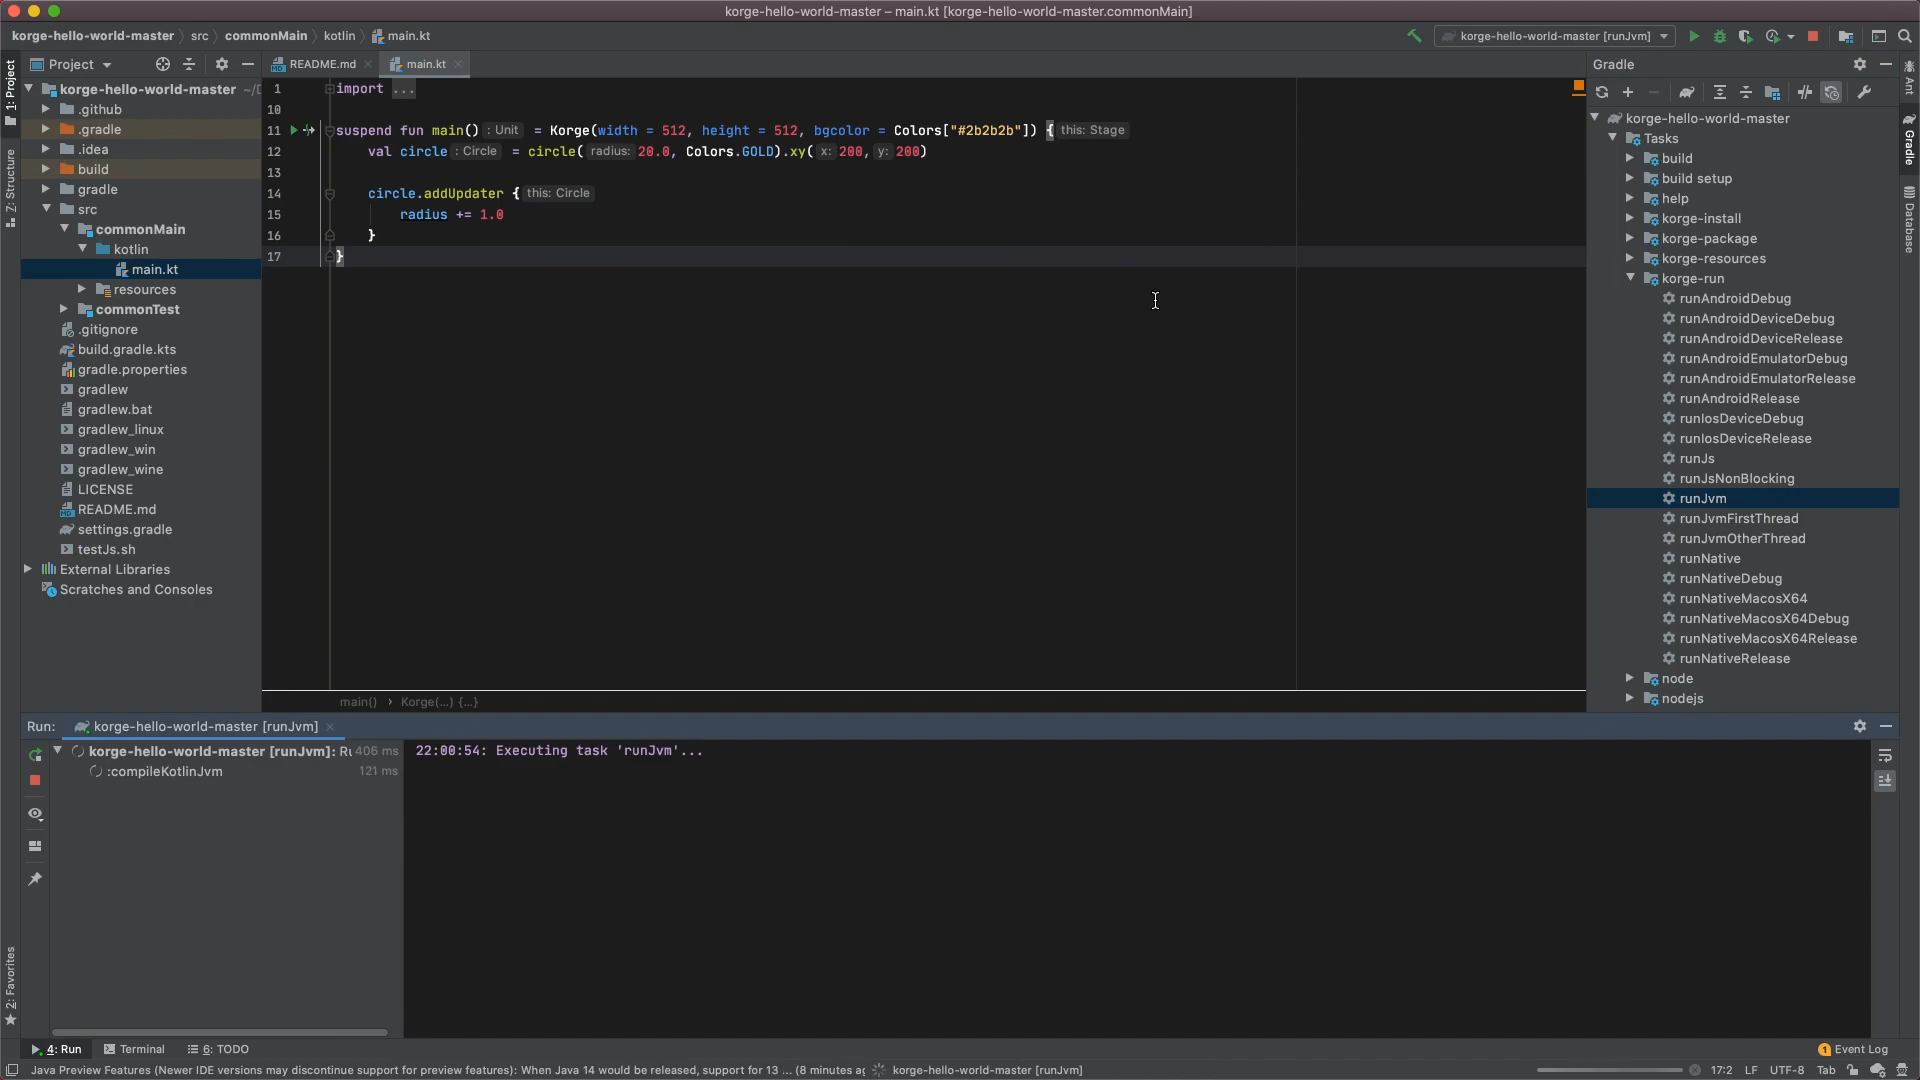 korge-hello-world-master – main.kt [korge-hello-world-master.commonMain]
korge-hello-world-master src commonMain kotlin main.kt
korge-hello-world-master [runJvm]
1: Project
Z: Structure
2: Favorites
Project
korge-hello-world-master
.github
.gradle
.idea
build
gradle
src
commonMain
kotlin
main.kt
resources
commonTest
.gitignore
build.gradle.kts
gradle.properties
gradlew
gradlew.bat
gradlew_linux
gradlew_win
gradlew_wine
LICENSE
README.md
settings.gradle
testJs.sh
External Libraries
Scratches and Consoles
README.md main.kt
1 import ...
10
11 suspend fun main() : Unit = Korge(width = 512, height = 512, bgcolor = Colors["#2b2b2b"]) { this: Stage
12 val circle : Circle = circle( radius: 20.0, Colors.GOLD).xy( x: 200, y: 200)
13
14 circle.addUpdater { this: Circle
15 radius += 1.0
16 }
17 }
main() › Korge(...) {...}
Gradle
korge-hello-world-master
Tasks
build
build setup
help
korge-install
korge-package
korge-resources
korge-run
runAndroidDebug
runAndroidDeviceDebug
runAndroidDeviceRelease
runAndroidEmulatorDebug
runAndroidEmulatorRelease
runAndroidRelease
runIosDeviceDebug
runIosDeviceRelease
runJs
runJsNonBlocking
runJvm
runJvmFirstThread
runJvmOtherThread
runNative
runNativeDebug
runNativeMacosX64
runNativeMacosX64Debug
runNativeMacosX64Release
runNativeRelease
node
nodejs
Ant
Gradle
Database
Run: korge-hello-world-master [runJvm]
korge-hello-world-master [runJvm]: Ru 406 ms
:compileKotlinJvm 121 ms
22:00:54: Executing task 'runJvm'...
4: Run Terminal 6: TODO
1 Event Log
Java Preview Features (Newer IDE versions may discontinue support for preview features): When Java 14 would be released, support for 13 ... (8 minutes ag
korge-hello-world-master [runJvm]
17:2 LF UTF-8 Tab